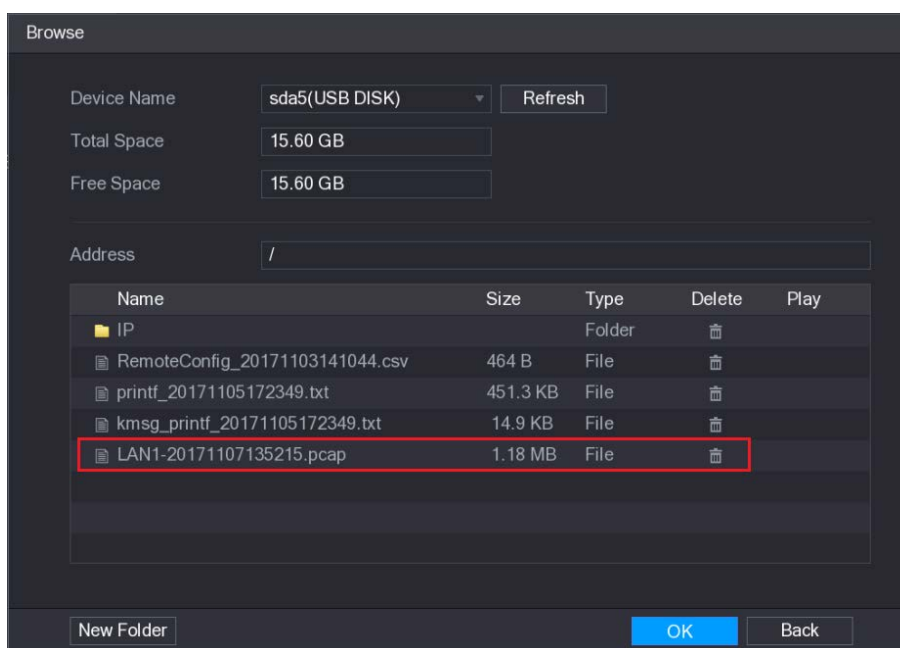 Browse
Device Name sda5(USB DISK) Refresh
Total Space 15.60 GB
Free Space 15.60 GB
Address /
Name Size Type Delete Play
IP Folder
RemoteConfig_20171103141044.csv 464 B File
printf_20171105172349.txt 451.3 KB File
kmsg_printf_20171105172349.txt 14.9 KB File
LAN1-20171107135215.pcap 1.18 MB File
New Folder OK Back